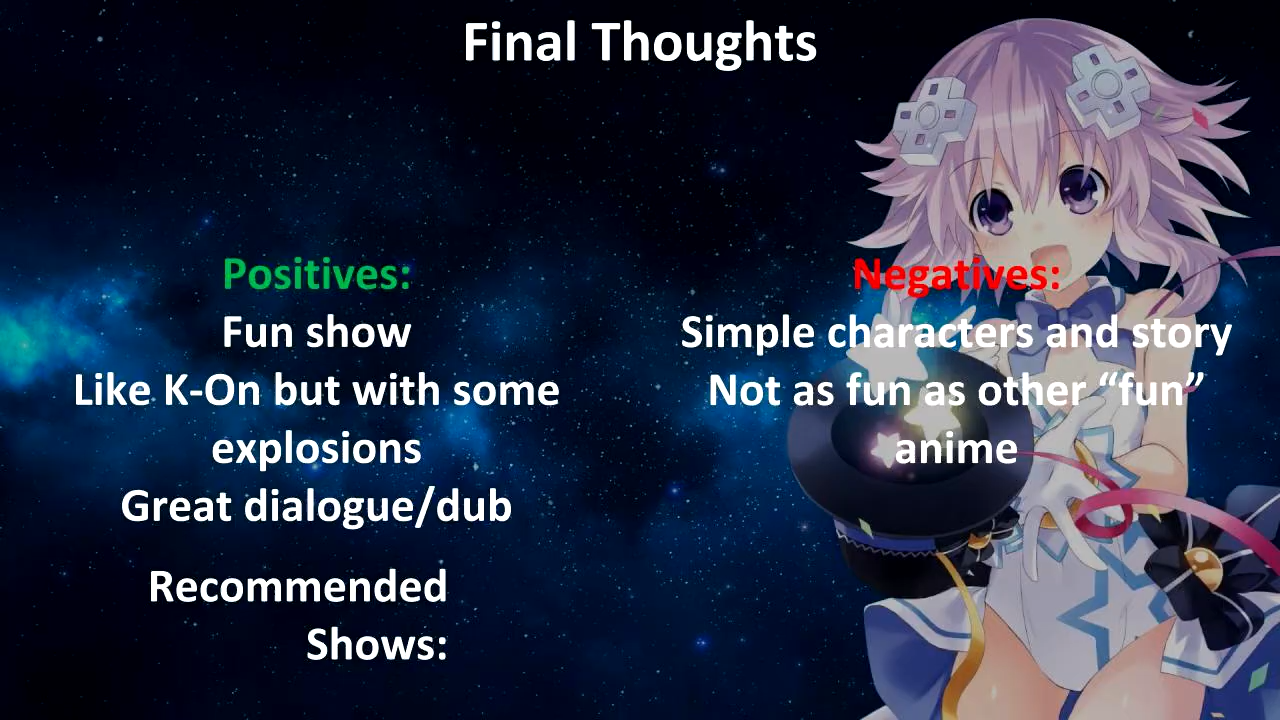 Final Thoughts
Positives:
Fun show
Like K-On but with some
explosions
Great dialogue/dub
Negatives:
Simple characters and story
Not as fun as other “fun”
anime
Recommended
Shows: